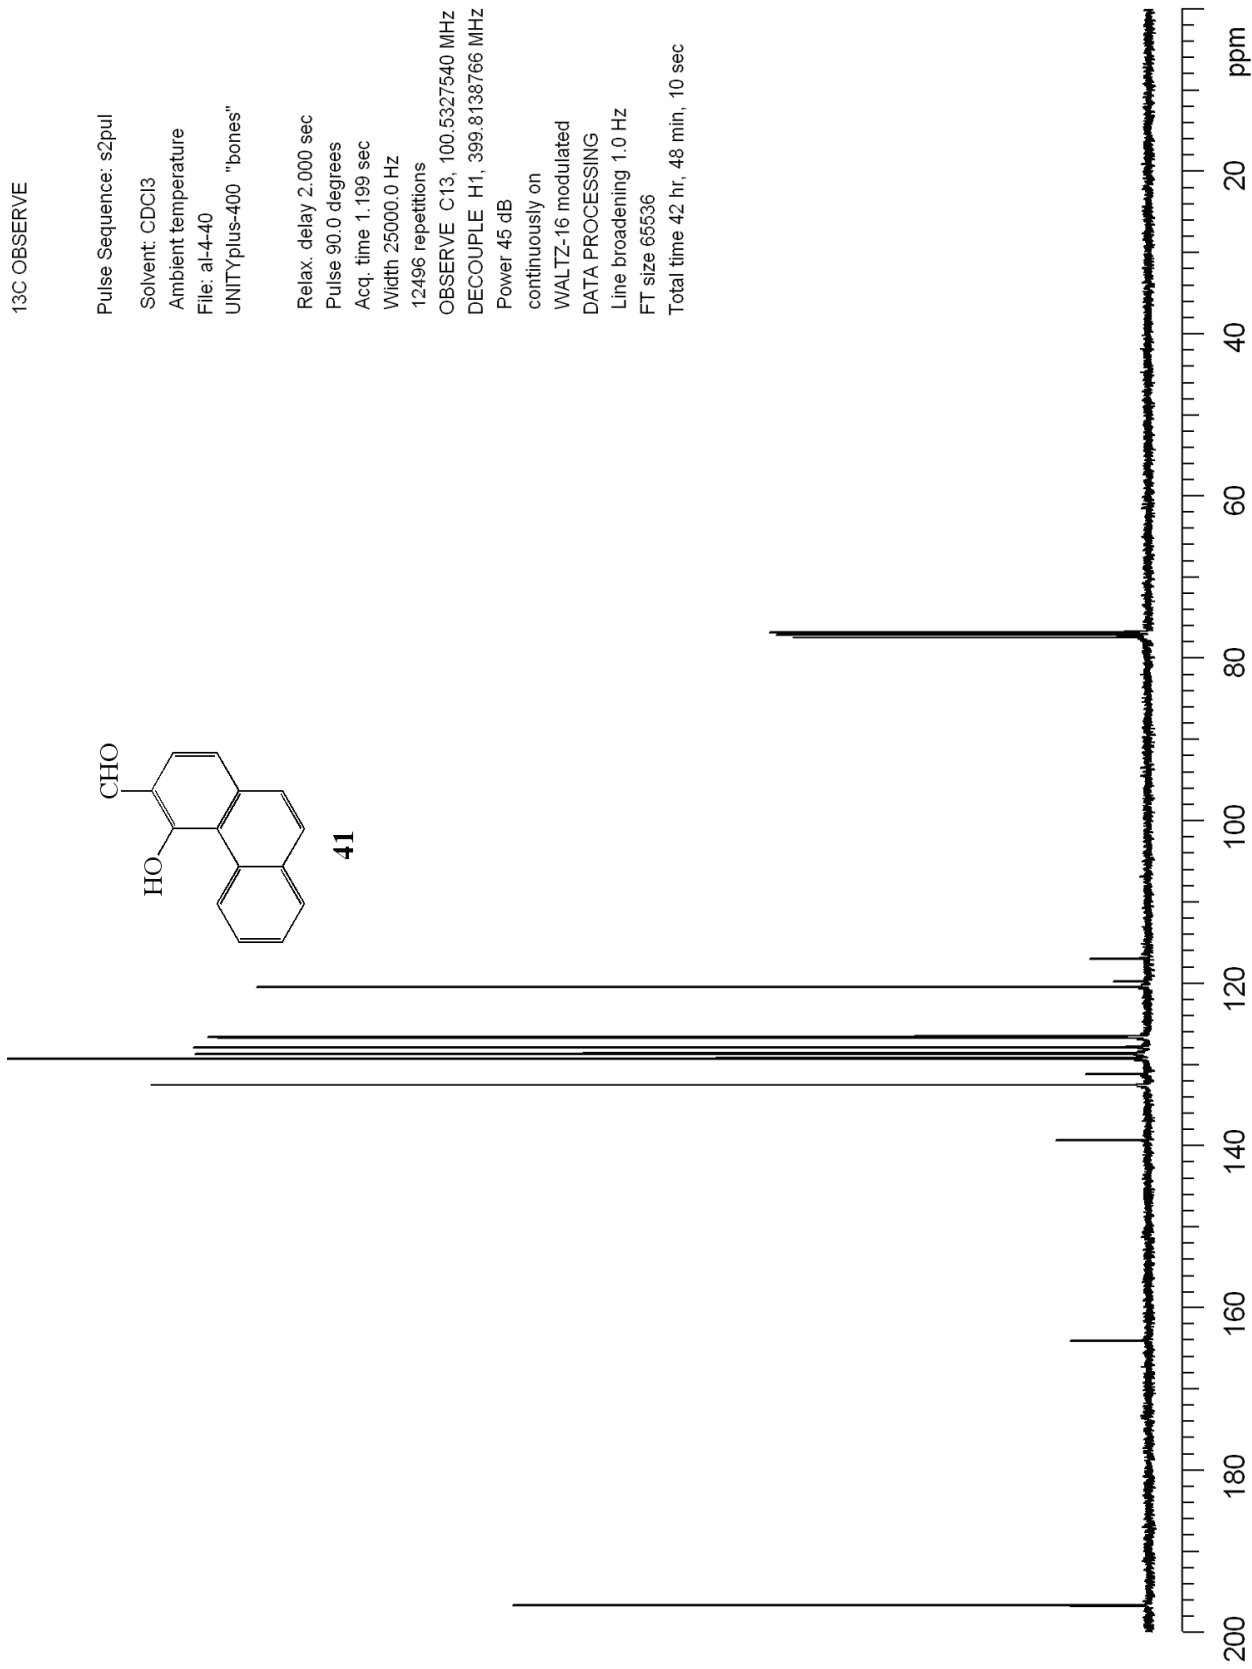 13C OBSERVE
Pulse Sequence: s2pul
Solvent: CDCl3
Ambient temperature
File: al-4-40
UNITYplus-400 "bones"
Relax. delay 2.000 sec
Pulse 90.0 degrees
Acq. time 1.199 sec
Width 25000.0 Hz
12496 repetitions
OBSERVE C13, 100.5327540 MHz
DECOUPLE H1, 399.8138766 MHz
Power 45 dB
continuously on
WALTZ-16 modulated
DATA PROCESSING
Line broadening 1.0 Hz
FT size 65536
Total time 42 hr, 48 min, 10 sec
CHO
HO
41
200 180 160 140 120 100 80 60 40 20 ppm